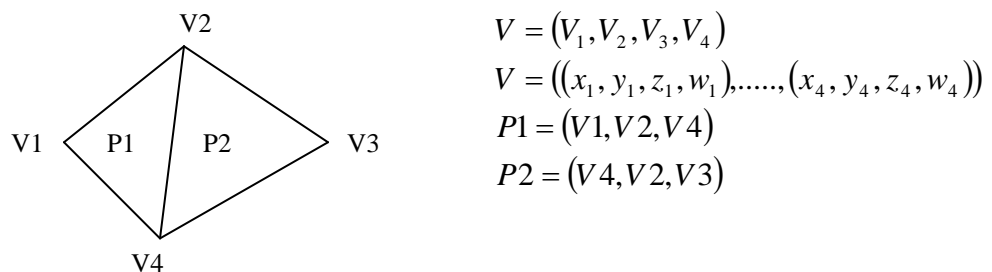 V2
V1
P1
P2
V3
V4
V = (V₁, V₂, V₃, V₄)
V = ((x₁, y₁, z₁, w₁),.....,(x₄, y₄, z₄, w₄))
P1 = (V1, V2, V4)
P2 = (V4, V2, V3)